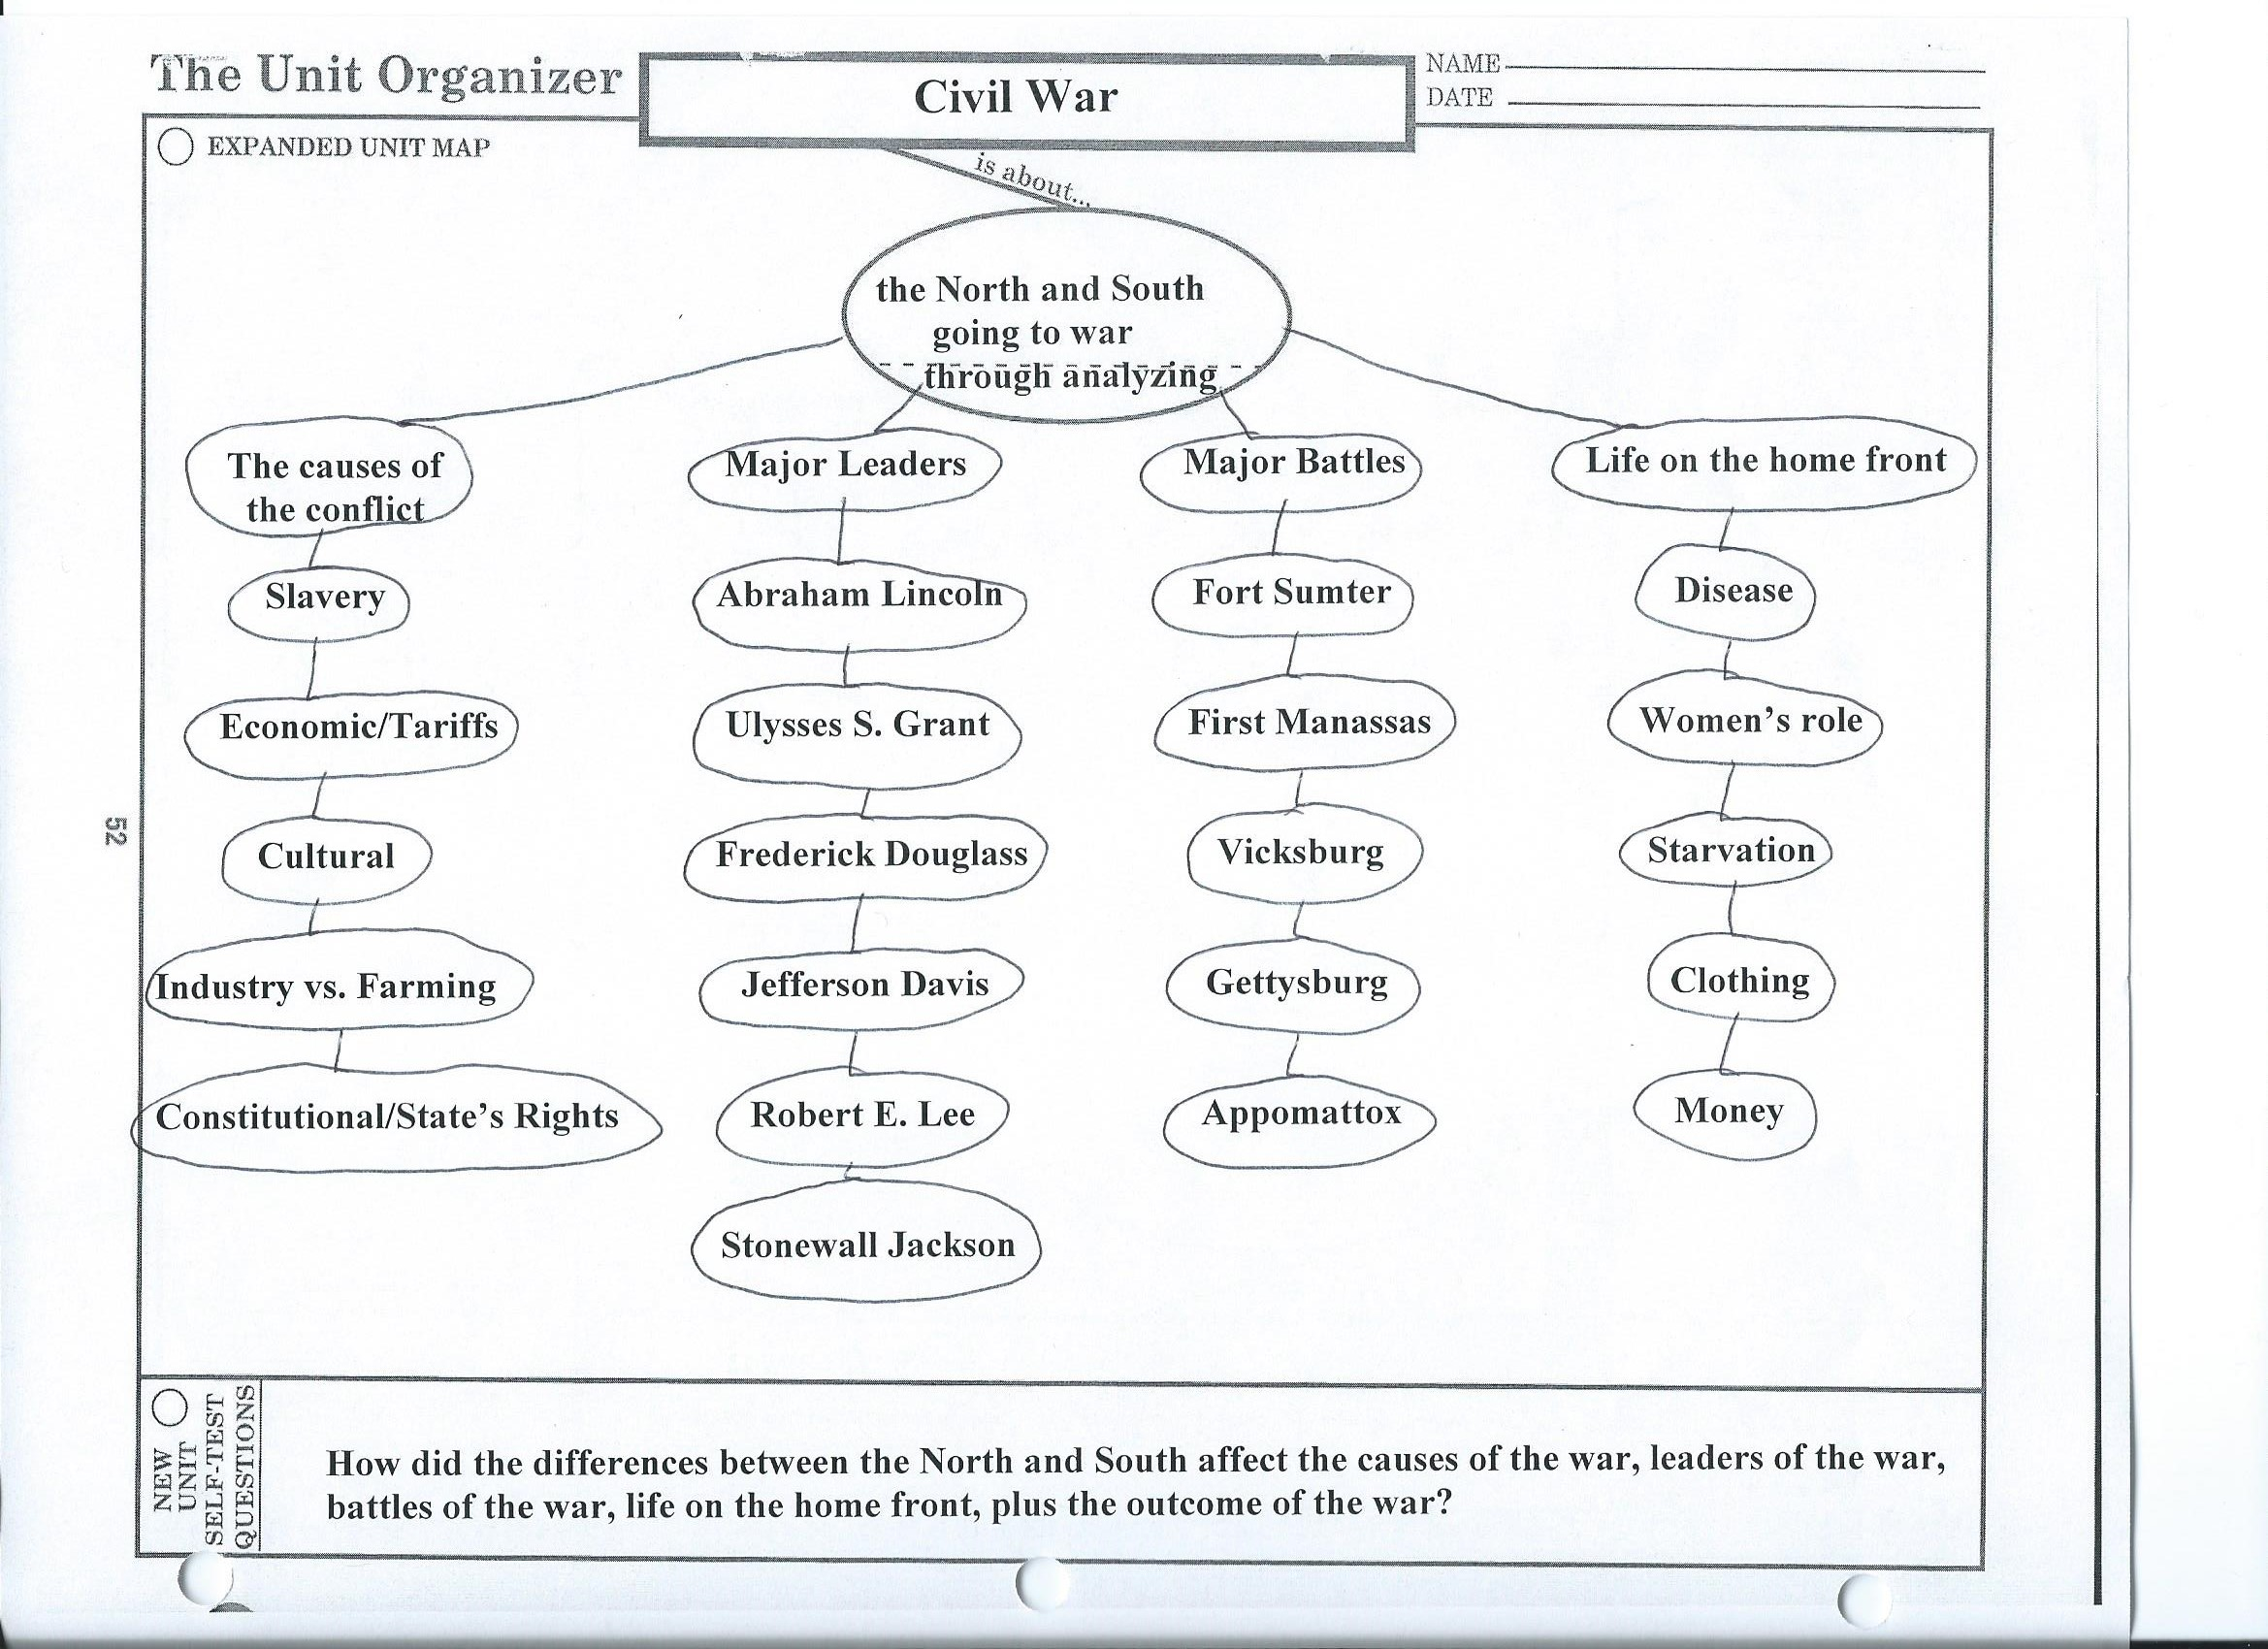 The Unit Organizer
Civil War
NAME
DATE
EXPANDED UNIT MAP
is about...
the North and South
going to war
through analyzing
The causes of
the conflict
Slavery
Economic/Tariffs
Cultural
Industry vs. Farming
Constitutional/State's Rights
Major Leaders
Abraham Lincoln
Ulysses S. Grant
Frederick Douglass
Jefferson Davis
Robert E. Lee
Stonewall Jackson
Major Battles
Fort Sumter
First Manassas
Vicksburg
Gettysburg
Appomattox
Life on the home front
Disease
Women's role
Starvation
Clothing
Money
52
NEW
UNIT
SELF-TEST
QUESTIONS
How did the differences between the North and South affect the causes of the war, leaders of the war,
battles of the war, life on the home front, plus the outcome of the war?